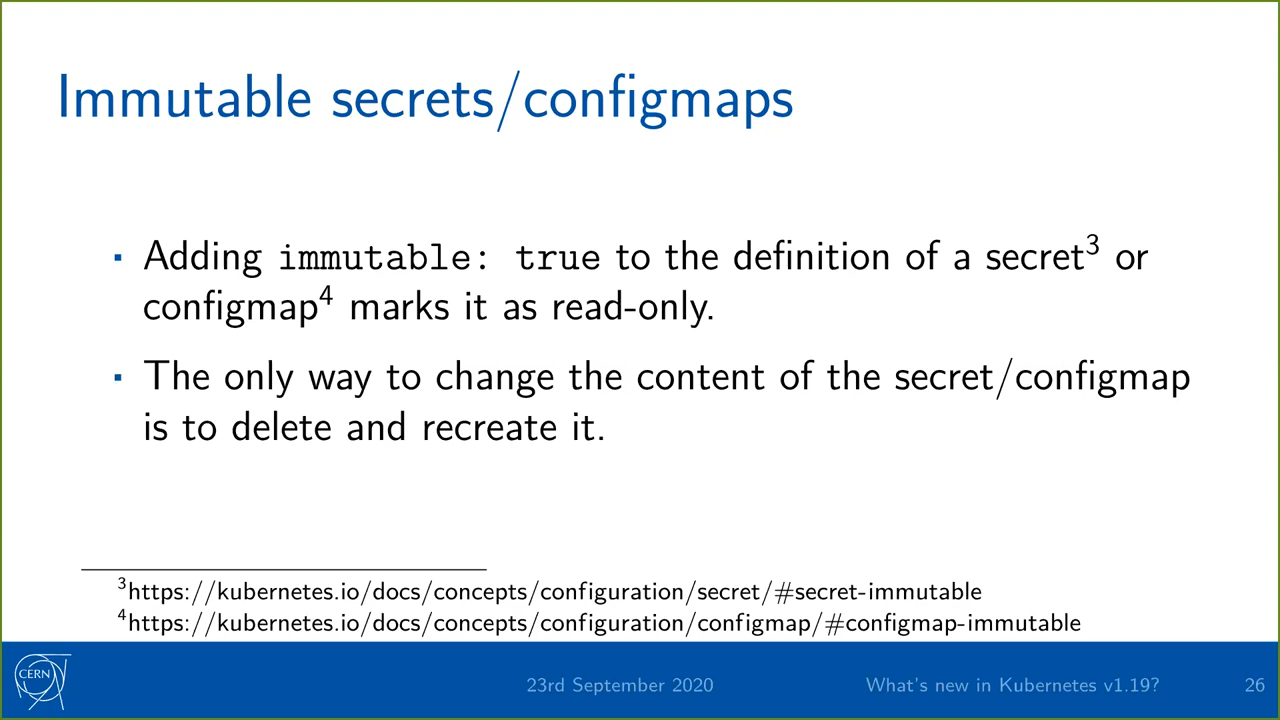 Immutable secrets/configmaps
▪ Adding immutable: true to the definition of a secret³ or
configmap⁴ marks it as read-only.
▪ The only way to change the content of the secret/configmap
is to delete and recreate it.
³https://kubernetes.io/docs/concepts/configuration/secret/#secret-immutable
⁴https://kubernetes.io/docs/concepts/configuration/configmap/#configmap-immutable
CERN
23rd September 2020 What's new in Kubernetes v1.19? 26